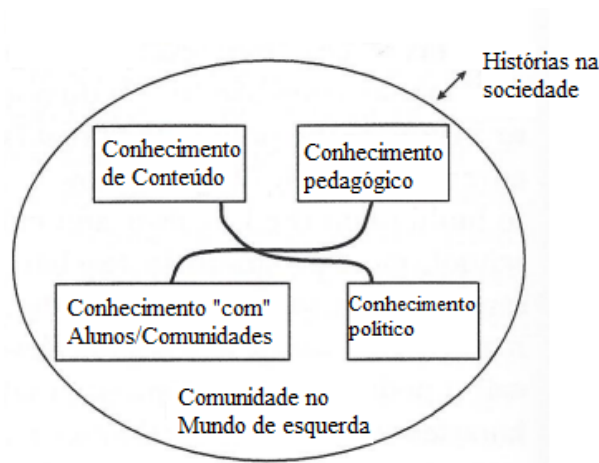 Histórias na
sociedade
Conhecimento
de Conteúdo
Conhecimento
pedagógico
Conhecimento "com"
Alunos/Comunidades
Conhecimento
político
Comunidade no
Mundo de esquerda